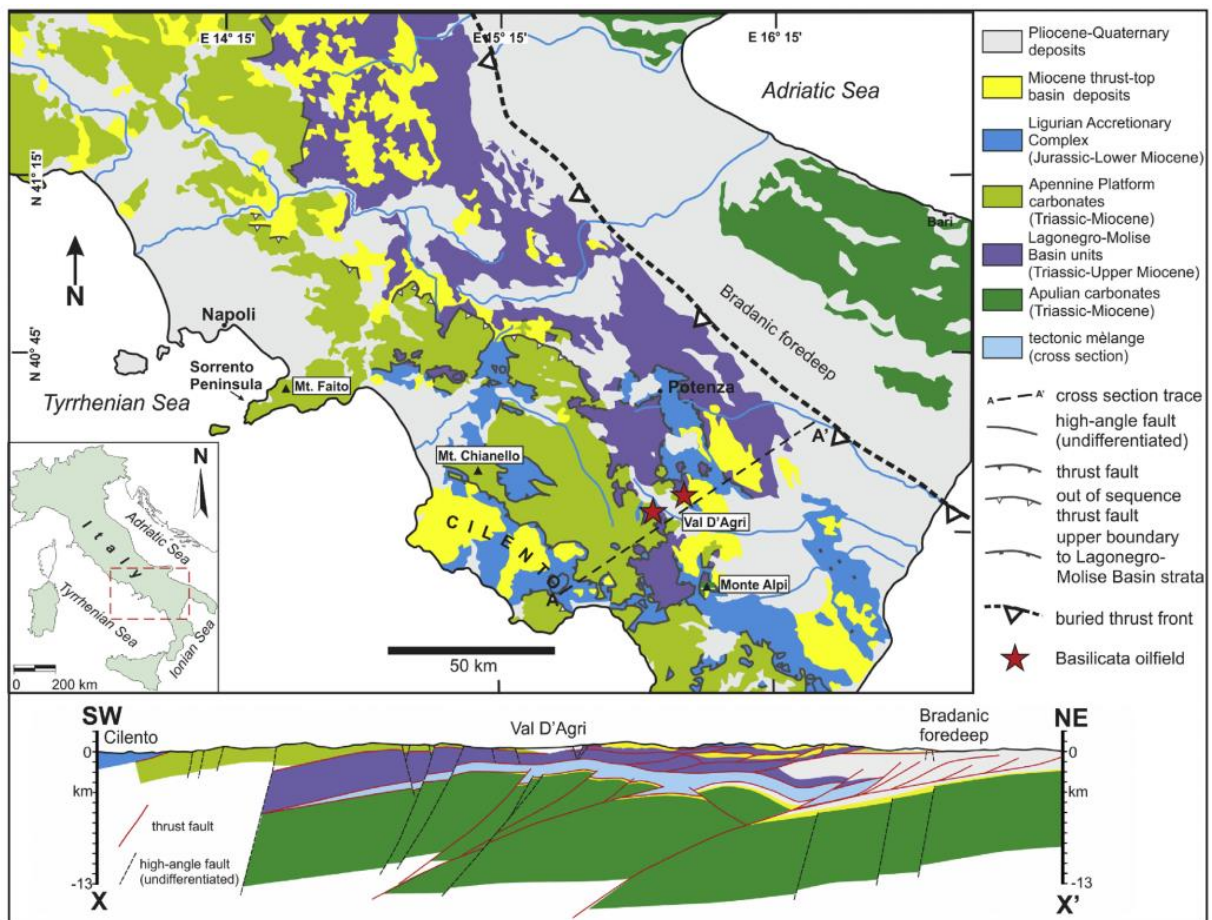 E 14° 15'
E 15° 15'
E 16° 15'
Adriatic Sea
N 41° 15'
Bari
N
Bradanic foredeep
Napoli
N 40° 45'
Sorrento
Peninsula
Mt. Faito
Potenza
Tyrrhenian Sea
A'
Mt. Chianello
Val D'Agri
CILENTO
A
Monte Alpi
50 km
N
Italy
Adriatic Sea
Tyrrhenian Sea
Ionian Sea
0
200 km
Pliocene-Quaternary
deposits
Miocene thrust-top
basin deposits
Ligurian Accretionary
Complex
(Jurassic-Lower Miocene)
Apennine Platform
carbonates
(Triassic-Miocene)
Lagonegro-Molise
Basin units
(Triassic-Upper Miocene)
Apulian carbonates
(Triassic-Miocene)
tectonic mèlange
(cross section)
A A' cross section trace
high-angle fault
(undifferentiated)
thrust fault
out of sequence
thrust fault
upper boundary
to Lagonegro-
Molise Basin strata
buried thrust front
Basilicata oilfield
SW
Cilento
Val D'Agri
Bradanic
foredeep
NE
0
0
km
km
thrust fault
high-angle fault
(undifferentiated)
-13
-13
X
X'